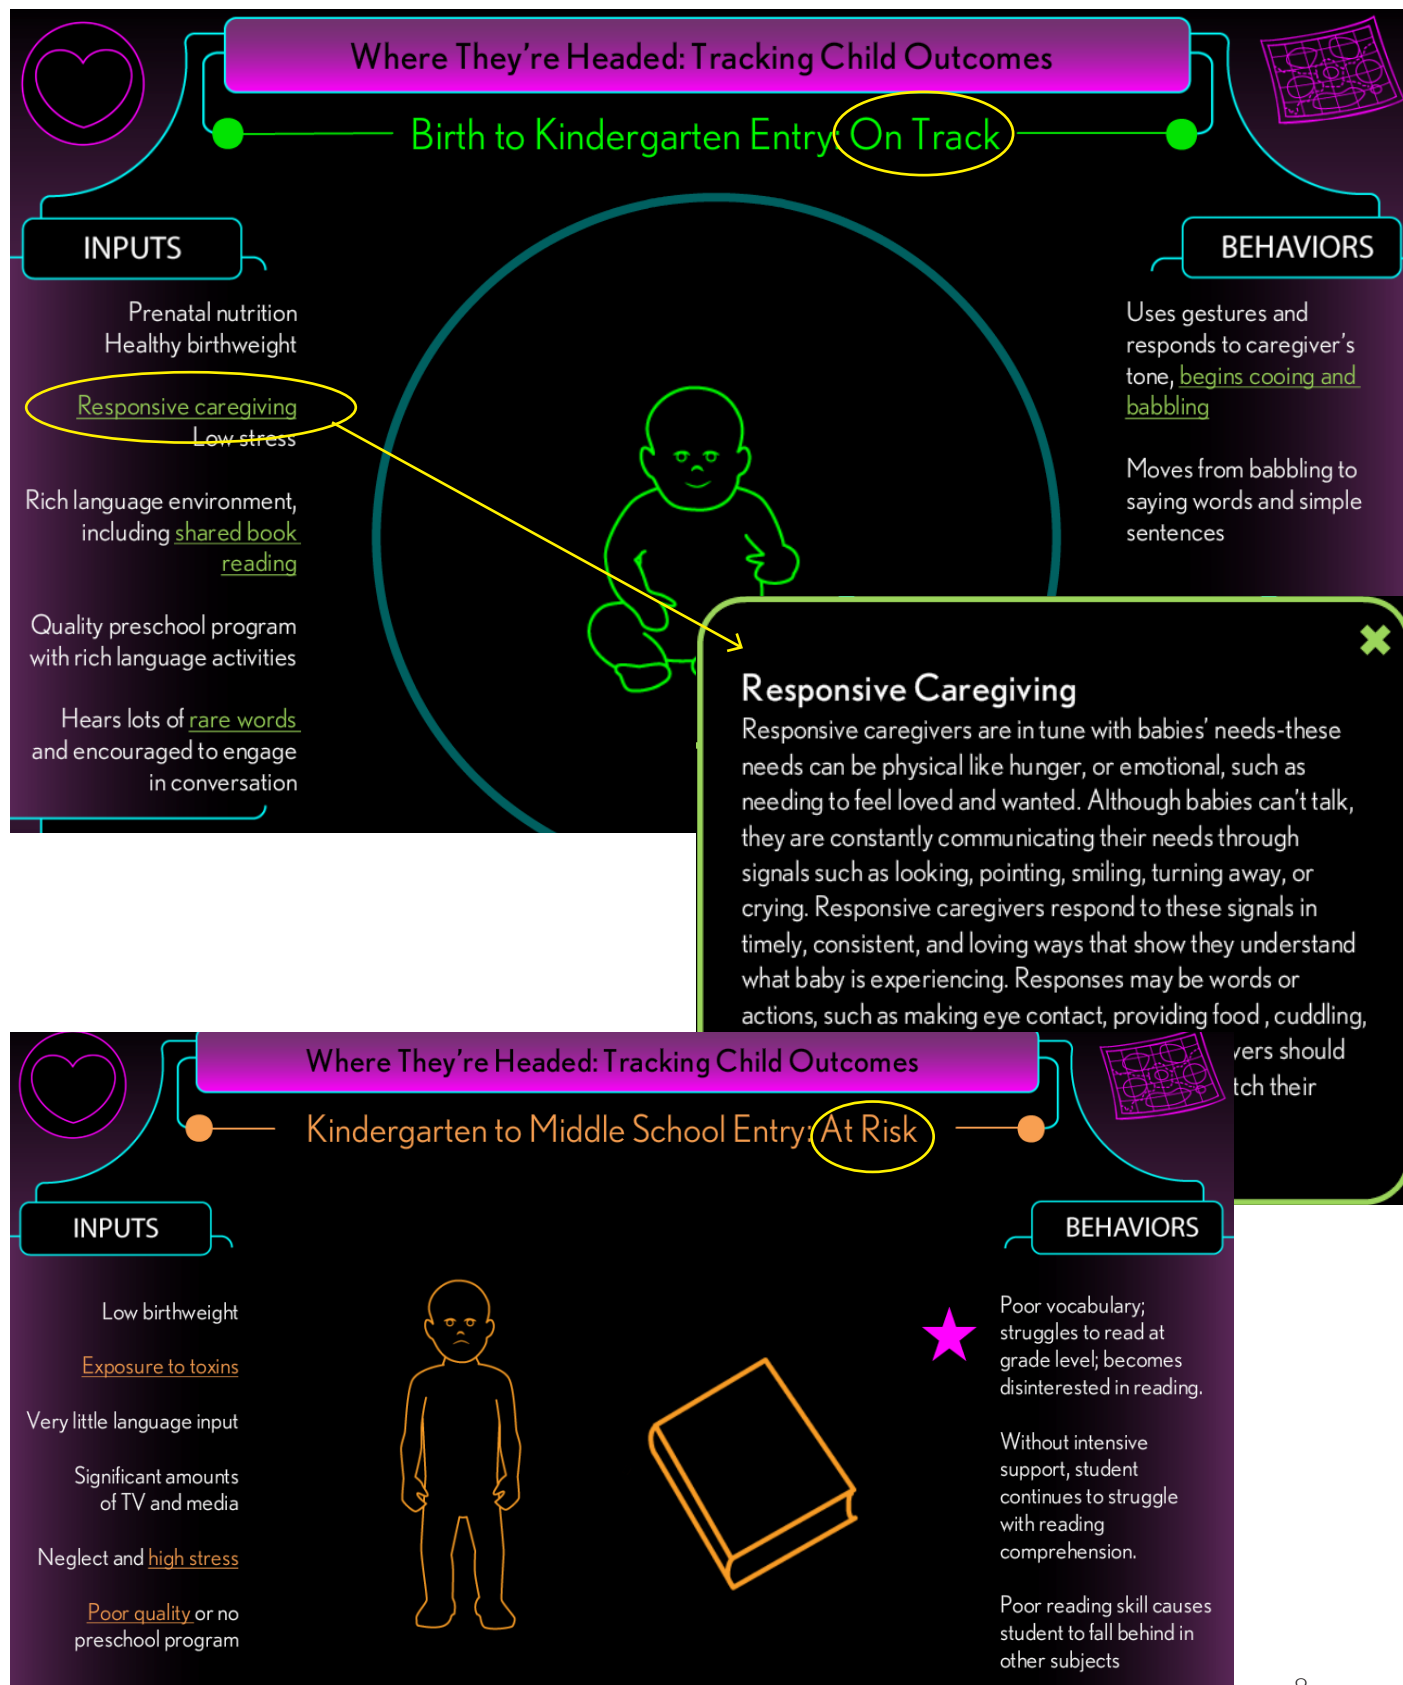 Where They're Headed: Tracking Child Outcomes
Birth to Kindergarten Entry: On Track
INPUTS
Prenatal nutrition
Healthy birthweight
Responsive caregiving
Low stress
Rich language environment,
including shared book
reading
Quality preschool program
with rich language activities
Hears lots of rare words
and encouraged to engage
in conversation
BEHAVIORS
Uses gestures and
responds to caregiver's
tone, begins cooing and
babbling
Moves from babbling to
saying words and simple
sentences
Responsive Caregiving
Responsive caregivers are in tune with babies' needs-these
needs can be physical like hunger, or emotional, such as
needing to feel loved and wanted. Although babies can't talk,
they are constantly communicating their needs through
signals such as looking, pointing, smiling, turning away, or
crying. Responsive caregivers respond to these signals in
timely, consistent, and loving ways that show they understand
what baby is experiencing. Responses may be words or
actions, such as making eye contact, providing food , cuddling,
should
their
Where They're Headed: Tracking Child Outcomes
Kindergarten to Middle School Entry: At Risk
INPUTS
Low birthweight
Exposure to toxins
Very little language input
Significant amounts
of TV and media
Neglect and high stress
Poor quality or no
preschool program
BEHAVIORS
Poor vocabulary;
struggles to read at
grade level; becomes
disinterested in reading.
Without intensive
support, student
continues to struggle
with reading
comprehension.
Poor reading skill causes
student to fall behind in
other subjects